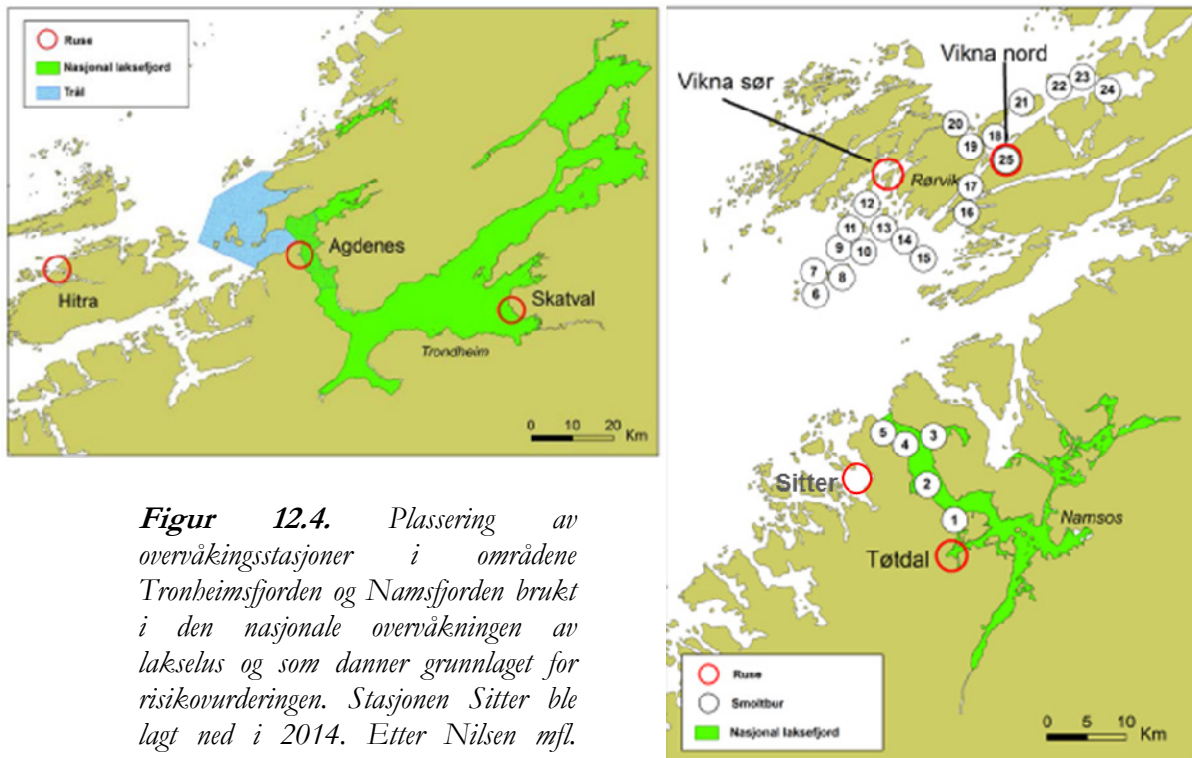 Ruse
Nasjonal laksefjord
Trål
Agdenes
Hitra
Skatval
Trondheim
0 10 20
Km
Figur 12.4. Plassering av
overvåkingsstasjoner i områdene
Tronheimsfjorden og Namsfjorden brukt
i den nasjonale overvåkningen av
lakselus og som danner grunnlaget for
risikovurderingen. Stasjonen Sitter ble
lagt ned i 2014. Etter Nilsen mfl.
Vikna nord
Vikna sør
23
22
24
21
20
18
19
25
Rørvik
17
16
12
11
13
14
9
10
15
7
8
6
5
4
3
Sitter
2
1
Namsos
Tøtdal
Ruse
Smoltbur
Nasjonal laksefjord
0 5 10
Km